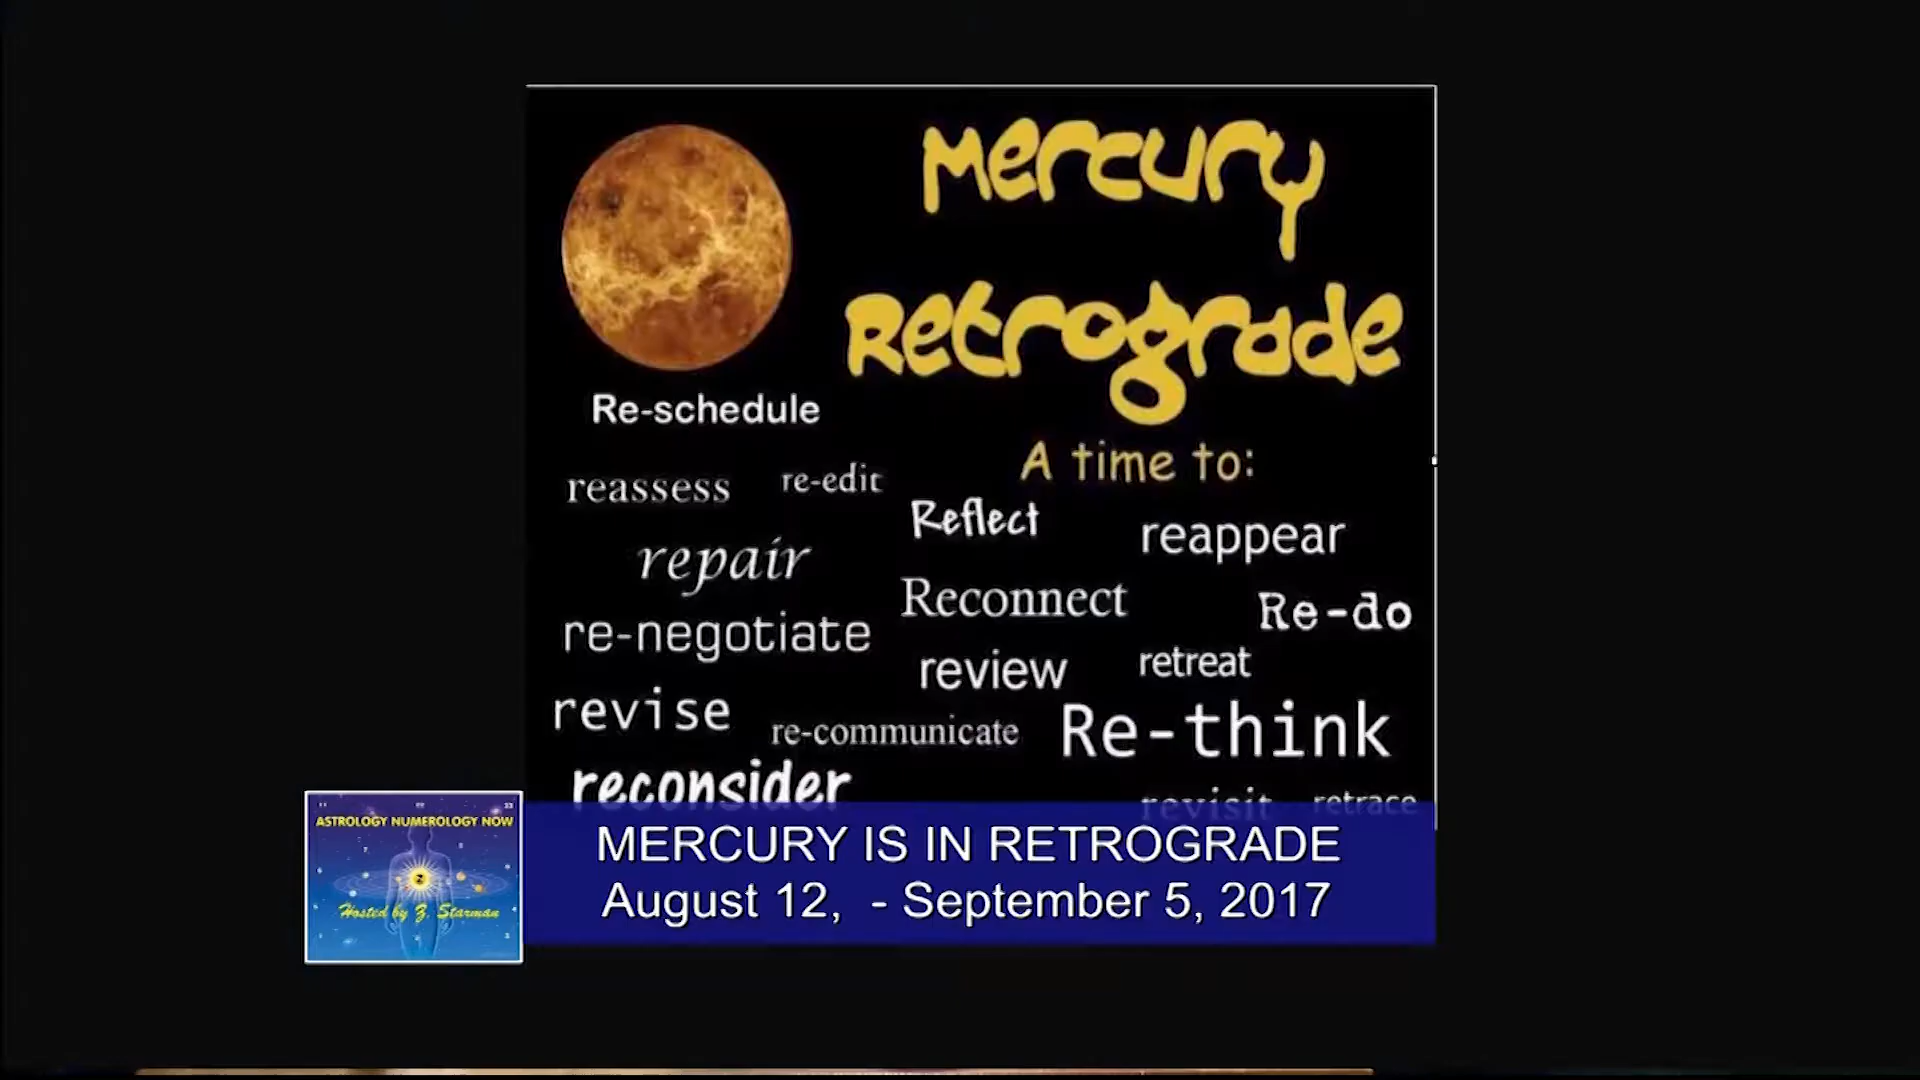 Mercury
Retrograde
Re-schedule
A time to:
reassess
re-edit
Reflect
reappear
repair
Reconnect
Re-do
re-negotiate
review
retreat
revise
re-communicate
Re-think
reconsider
revisit
retrace
ASTROLOGY NUMEROLOGY NOW
Hosted by Z. Starman
MERCURY IS IN RETROGRADE
August 12,  - September 5, 2017